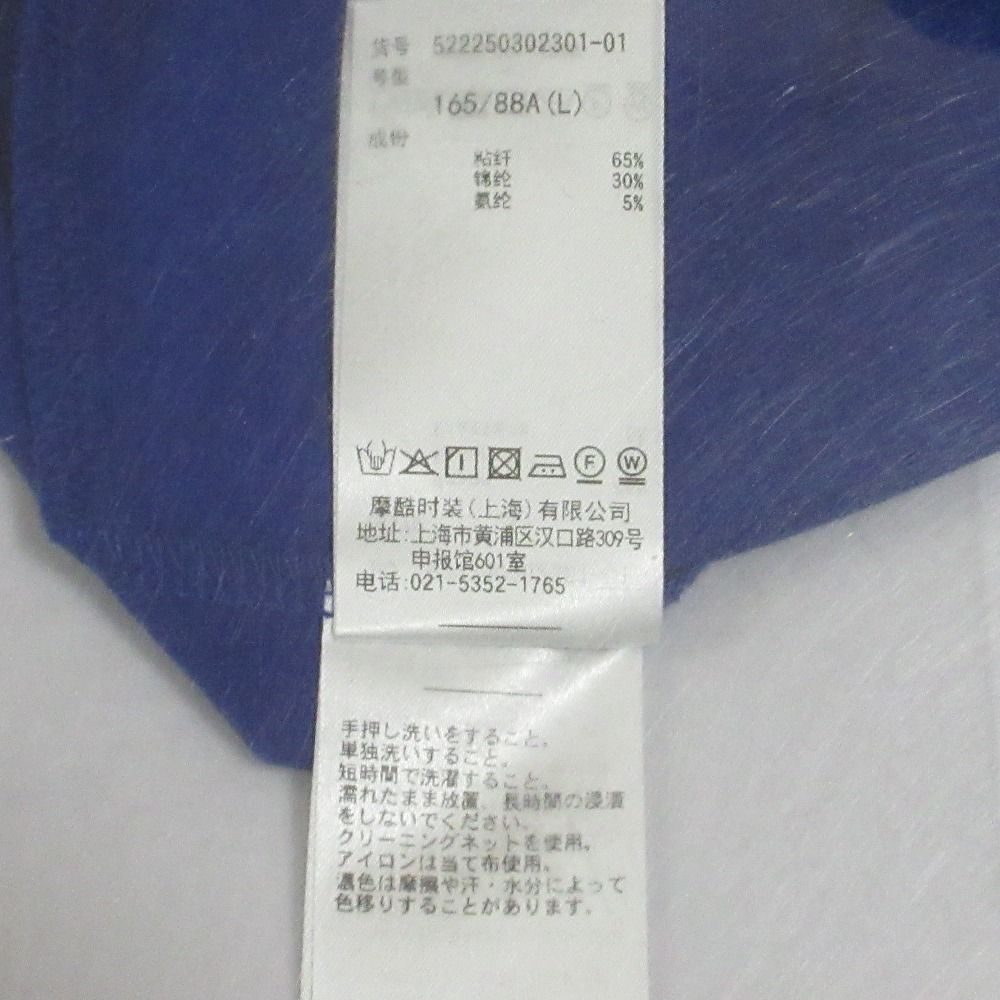 货号 522250302301-01
号型
165/88A(L)
成份
粘纤 65%
锦纶 30%
氨纶 5%
F W
摩酷时装(上海)有限公司
地址:上海市黄浦区汉口路309号
申报馆601室
电话:021-5352-1765
手押し洗いをすること。
単独洗いすること。
短時間で洗濯すること。
濡れたまま放置、長時間の浸漬
をしないでください。
クリーニングネットを使用。
アイロンは当て布使用。
濃色は摩擦や汗・水分によって
色移りすることがあります。